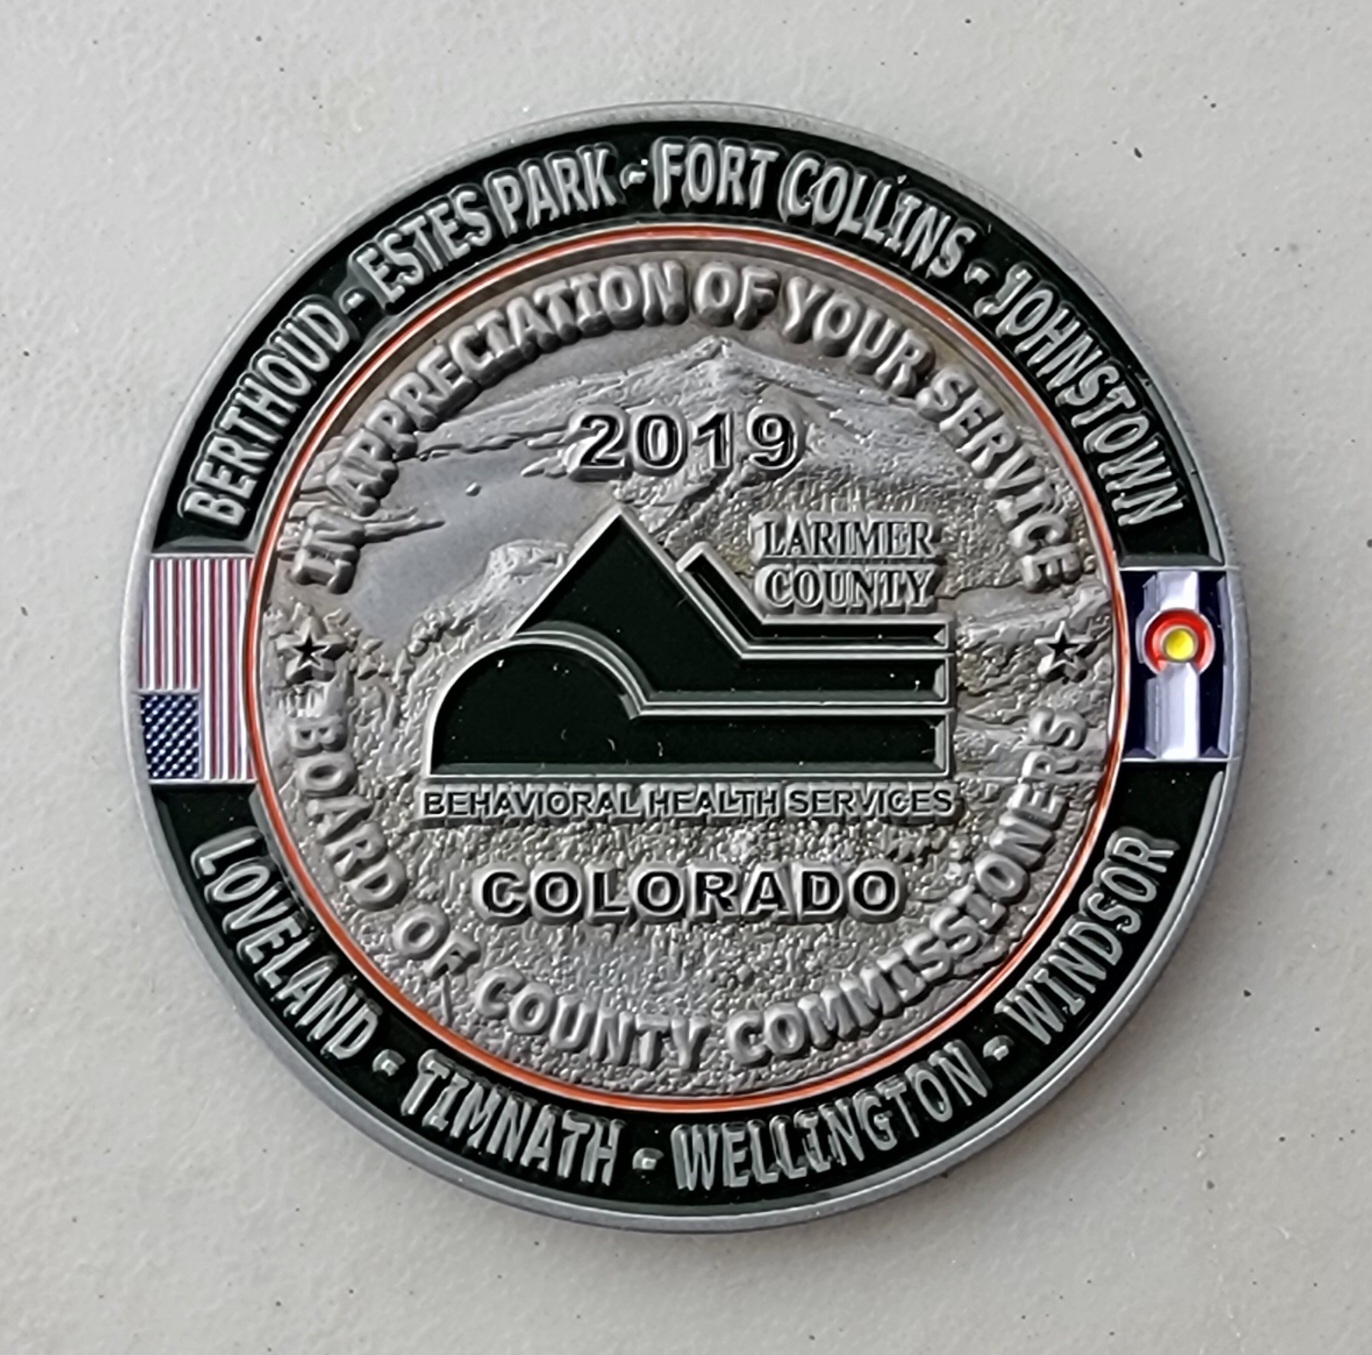 BERTHOUD - ESTES PARK - FORT COLLINS - JOHNSTOWN
IN APPRECIATION OF YOUR SERVICE
2019
LARIMER
COUNTY
BEHAVIORAL HEALTH SERVICES
COLORADO
BOARD OF COUNTY COMMISSIONERS
LOVELAND - TIMNATH - WELLINGTON - WINDSOR